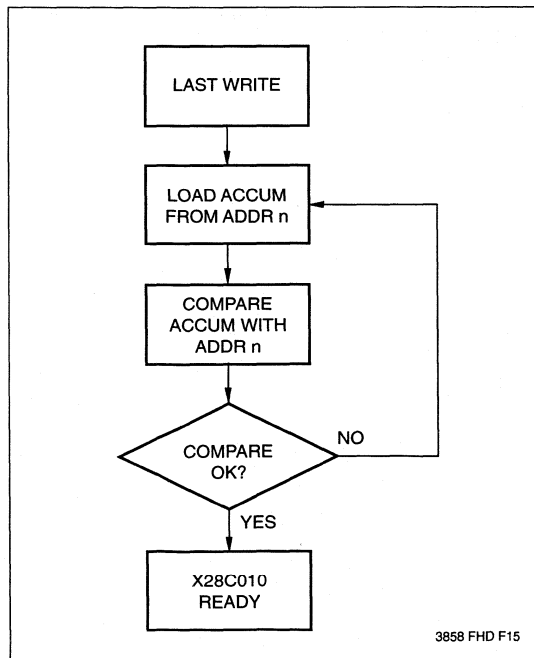 LAST WRITE
LOAD ACCUM
FROM ADDR n
COMPARE
ACCUM WITH
ADDR n
COMPARE
OK?
NO
YES
X28C010
READY
3858 FHD F15